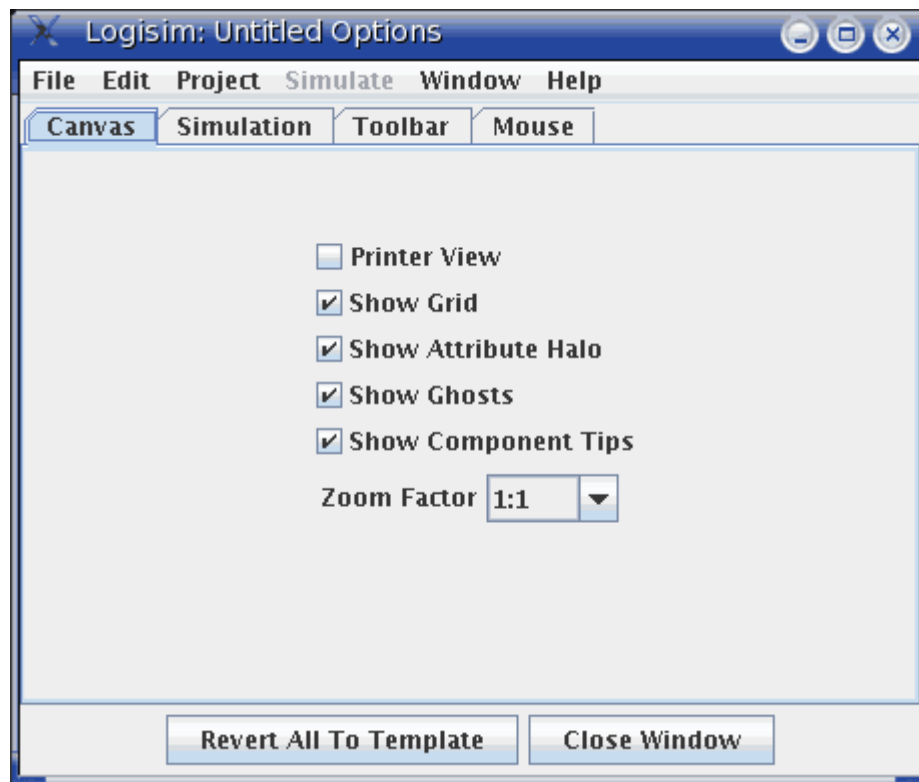 Logisim: Untitled Options
File Edit Project Simulate Window Help
Canvas Simulation Toolbar Mouse
Printer View
Show Grid
Show Attribute Halo
Show Ghosts
Show Component Tips
Zoom Factor 1:1
Revert All To Template Close Window